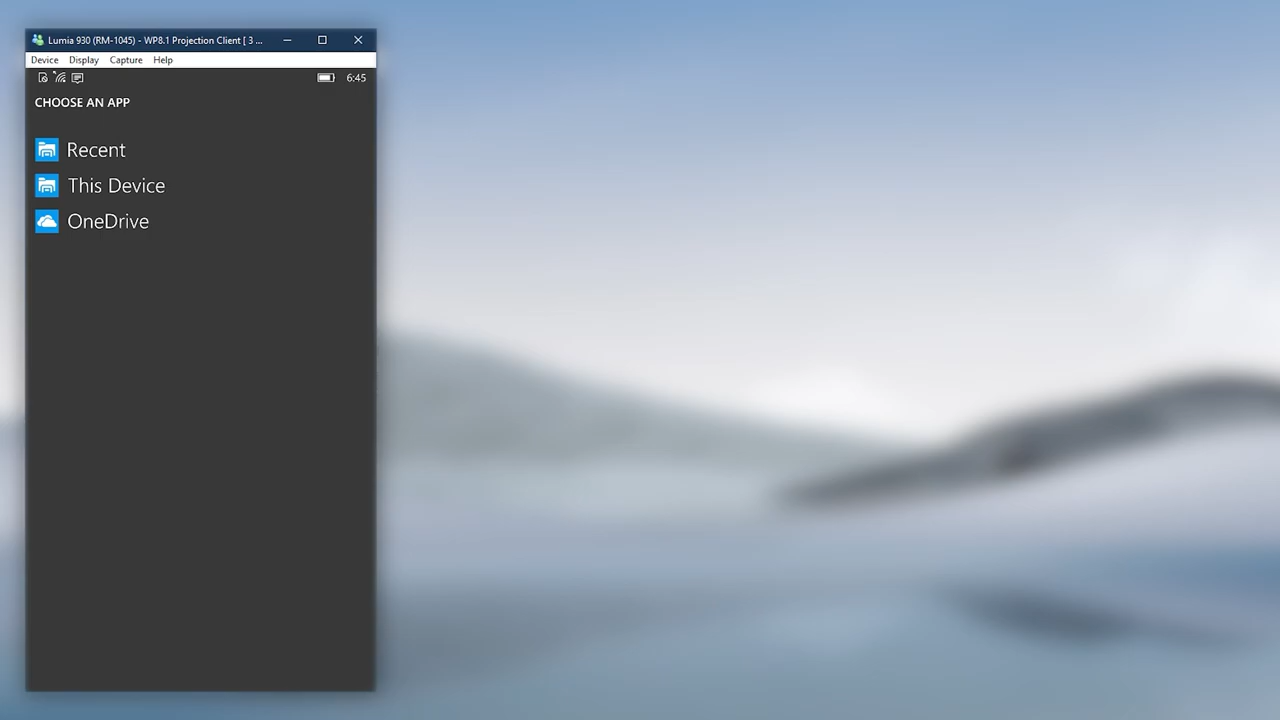 Lumia 930 (RM-1045) - WP8.1 Projection Client [ 3 ...
Device Display Capture Help
6:45
CHOOSE AN APP
Recent
This Device
OneDrive